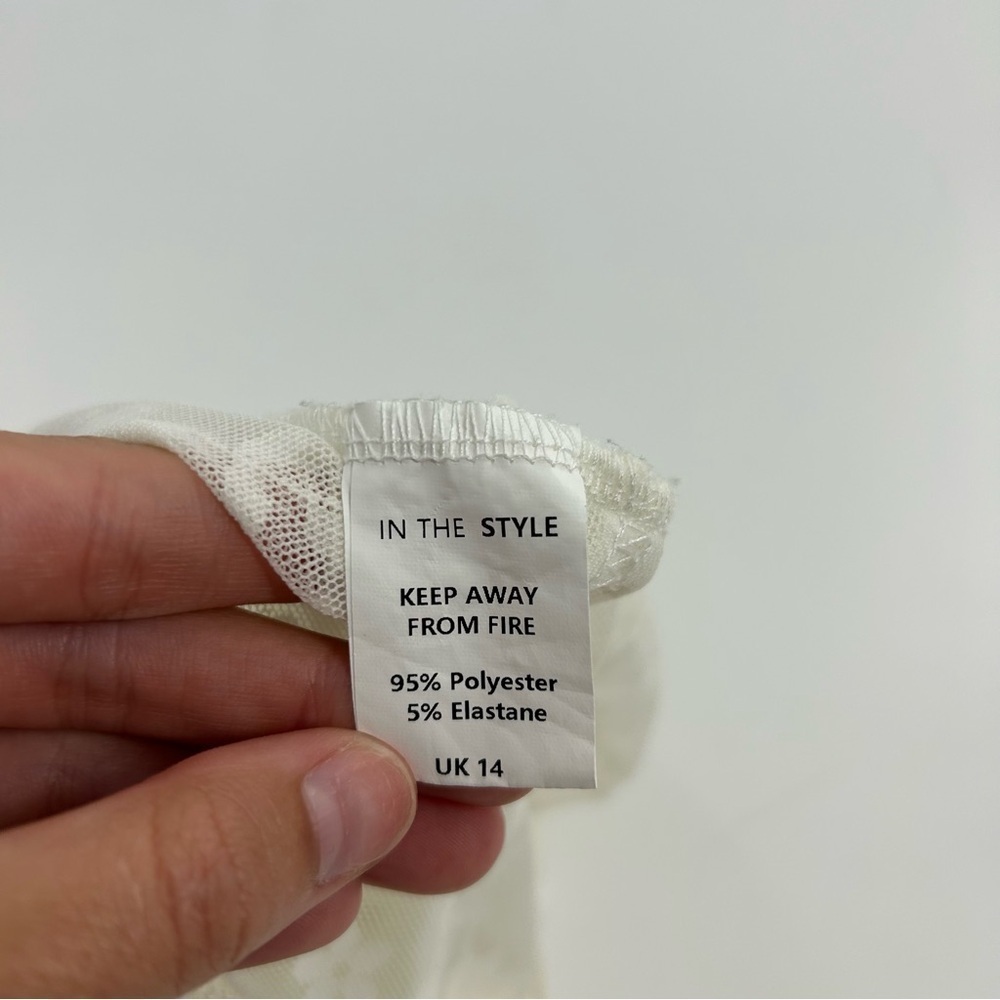 IN THE STYLE
KEEP AWAY
FROM FIRE
95% Polyester
5% Elastane
UK 14